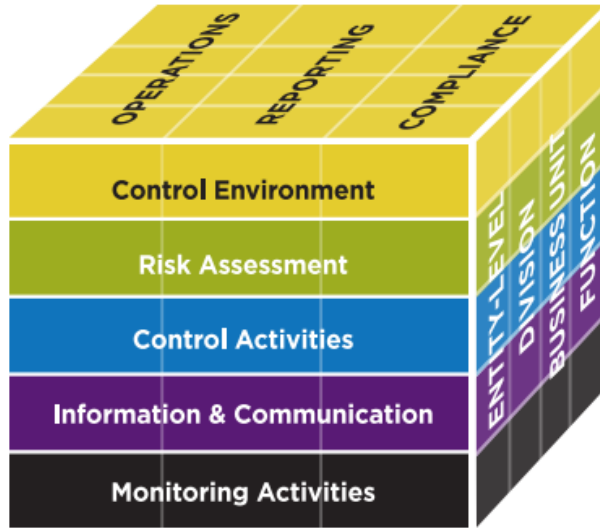 OPERATIONS
REPORTING
COMPLIANCE
Control Environment
Risk Assessment
Control Activities
Information & Communication
Monitoring Activities
ENTITY-LEVEL
DIVISION
BUSINESS UNIT
FUNCTION